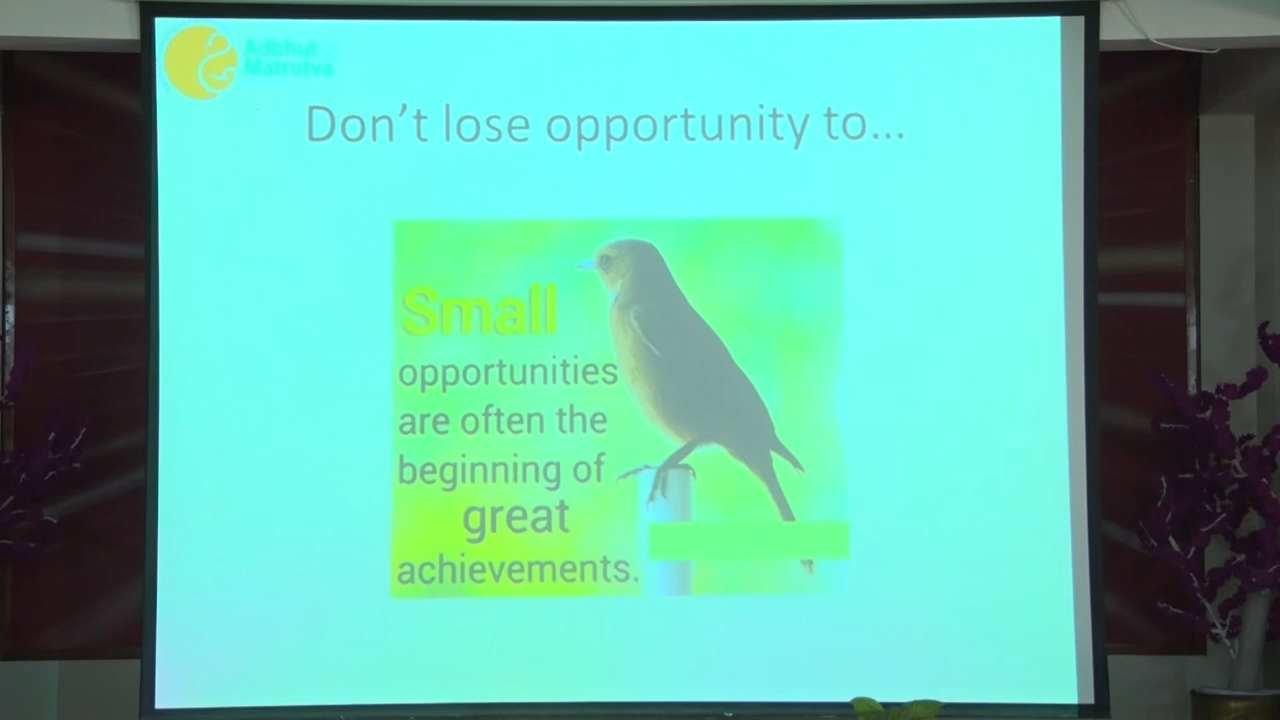 Adbhut
Matrutva
Don't lose opportunity to...
Small
opportunities
are often the
beginning of
great
achievements.